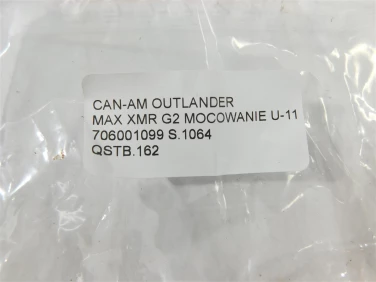 CAN-AM OUTLANDER
MAX XMR G2 MOCOWANIE U-11
706001099 S.1064
QSTB.162